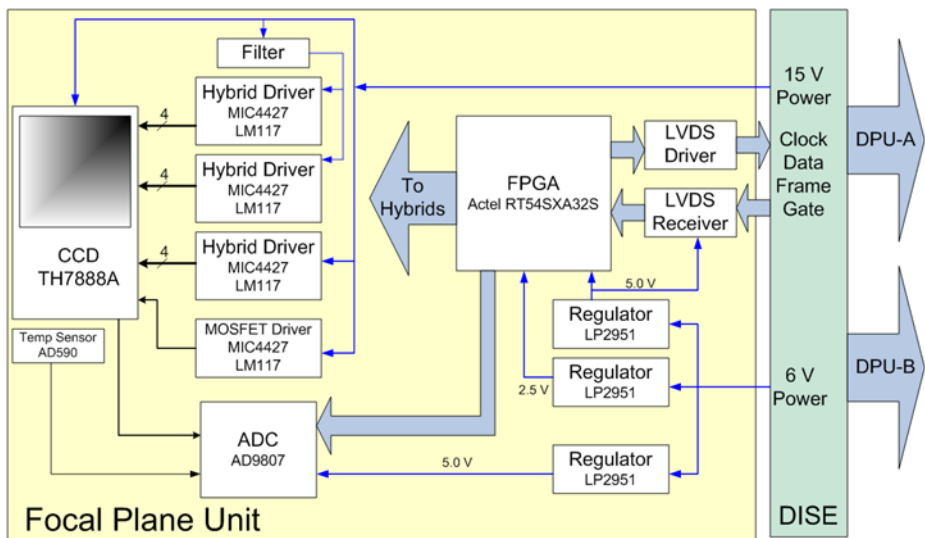 Filter
Hybrid Driver
MIC4427
LM117
4
Hybrid Driver
MIC4427
LM117
4
Hybrid Driver
MIC4427
LM117
4
MOSFET Driver
MIC4427
LM117
CCD
TH7888A
Temp Sensor
AD590
ADC
AD9807
To
Hybrids
FPGA
Actel RT54SXA32S
LVDS
Driver
LVDS
Receiver
5.0 V
Regulator
LP2951
2.5 V
Regulator
LP2951
5.0 V
Regulator
LP2951
15 V
Power
Clock
Data
Frame
Gate
6 V
Power
DPU-A
DPU-B
Focal Plane Unit
DISE